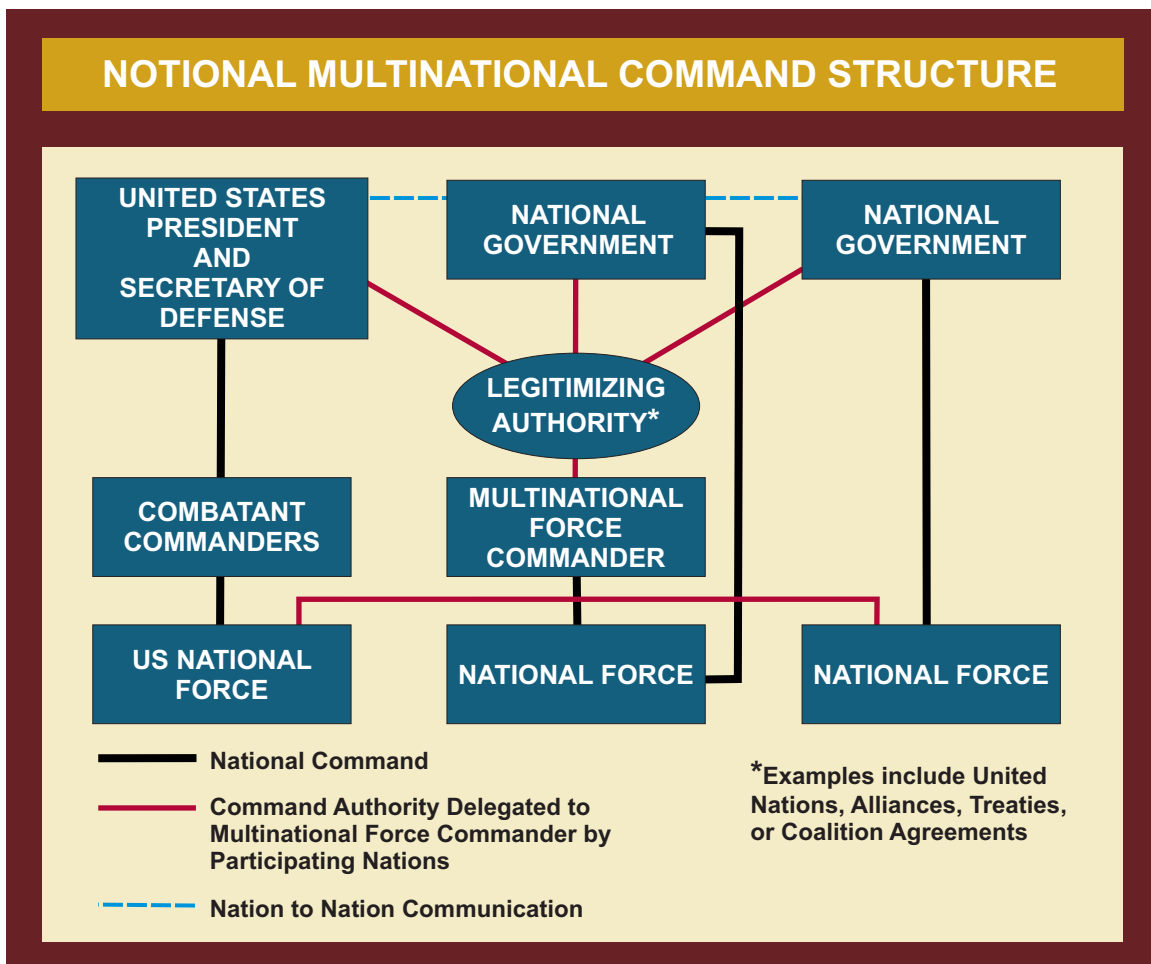 NOTIONAL MULTINATIONAL COMMAND STRUCTURE
UNITED STATES
PRESIDENT
AND
SECRETARY OF
DEFENSE
NATIONAL
GOVERNMENT
NATIONAL
GOVERNMENT
LEGITIMIZING
AUTHORITY*
COMBATANT
COMMANDERS
MULTINATIONAL
FORCE
COMMANDER
US NATIONAL
FORCE
NATIONAL FORCE
NATIONAL FORCE
National Command
Command Authority Delegated to
Multinational Force Commander by
Participating Nations
Nation to Nation Communication
*Examples include United
Nations, Alliances, Treaties,
or Coalition Agreements